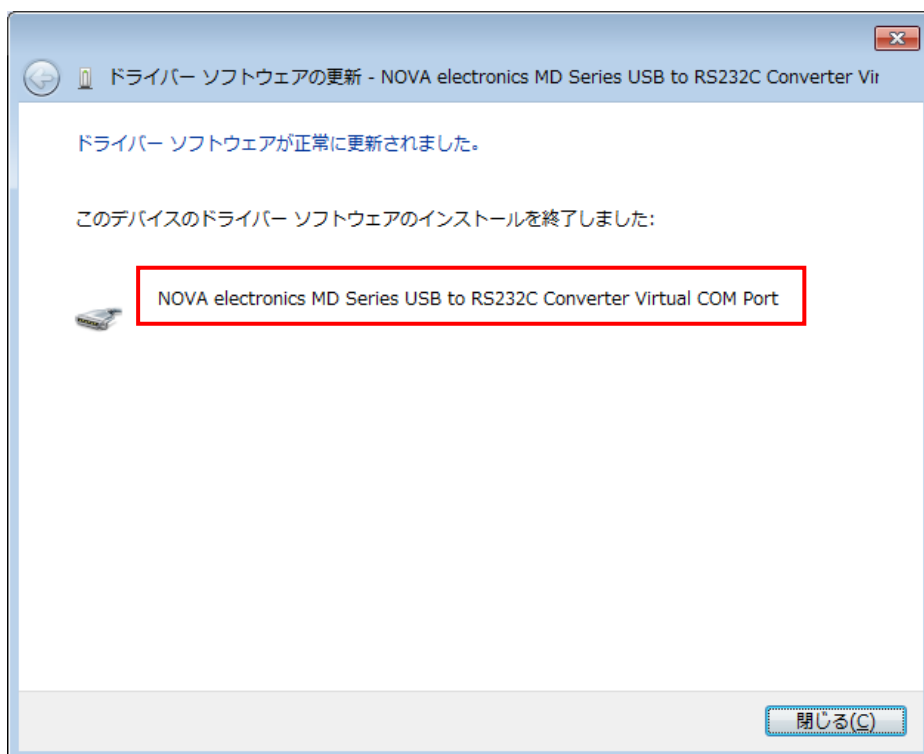 ドライバー ソフトウェアの更新 - NOVA electronics MD Series USB to RS232C Converter Vir
ドライバー ソフトウェアが正常に更新されました。
このデバイスのドライバー ソフトウェアのインストールを終了しました:
NOVA electronics MD Series USB to RS232C Converter Virtual COM Port
閉じる(C)